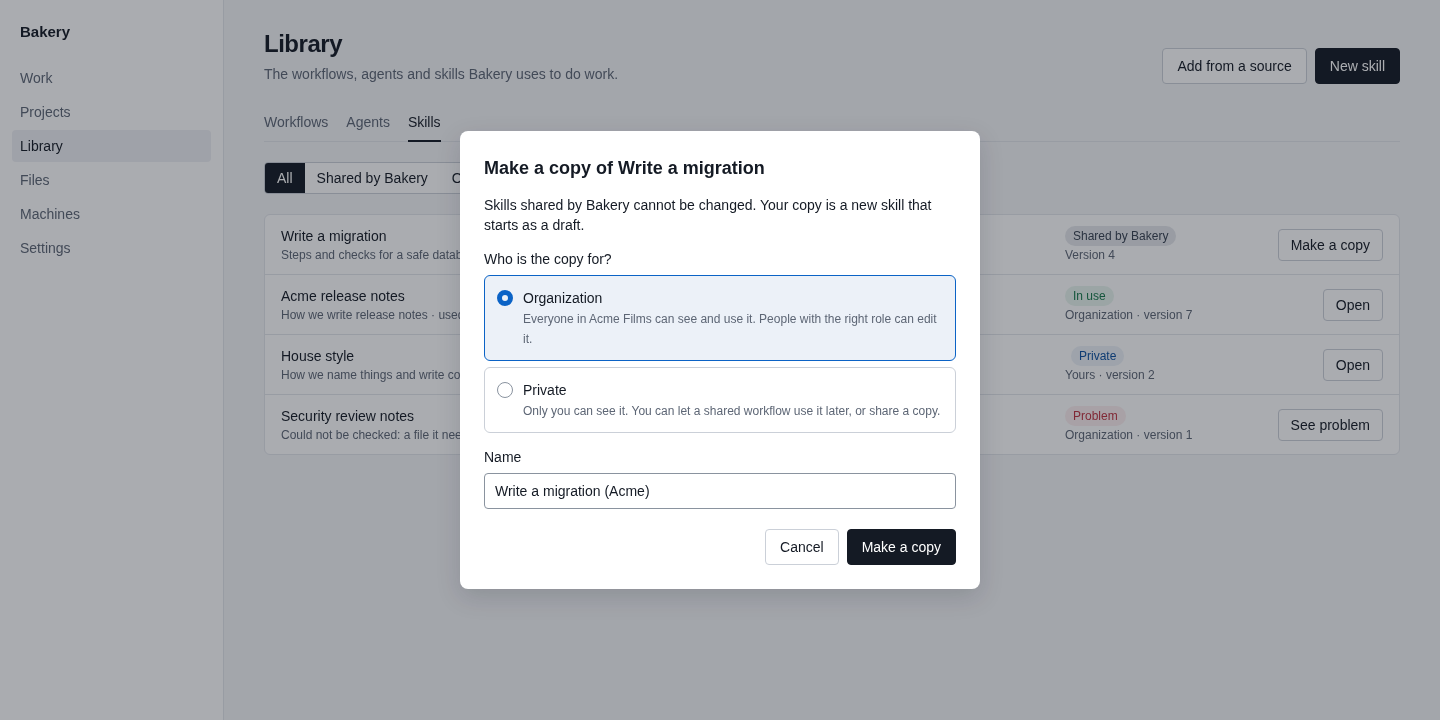 Bakery
Work
Projects
Library
Files
Machines
Settings
Library
The workflows, agents and skills Bakery uses to do work.
Add from a source
New skill
Workflows
Agents
Skills
All
Shared by Bakery
Write a migration
Steps and checks for a safe
Shared by Bakery
Version 4
Make a copy
Acme release notes
How we write release notes ·
In use
Organization · version 7
Open
House style
How we name things and write
Private
Yours · version 2
Open
Security review notes
Could not be checked: a file it
Problem
Organization · version 1
See problem
Make a copy of Write a migration
Skills shared by Bakery cannot be changed. Your copy is a new skill that
starts as a draft.
Who is the copy for?
Organization
Everyone in Acme Films can see and use it. People with the right role can edit
it.
Private
Only you can see it. You can let a shared workflow use it later, or share a copy.
Name
Write a migration (Acme)
Cancel
Make a copy